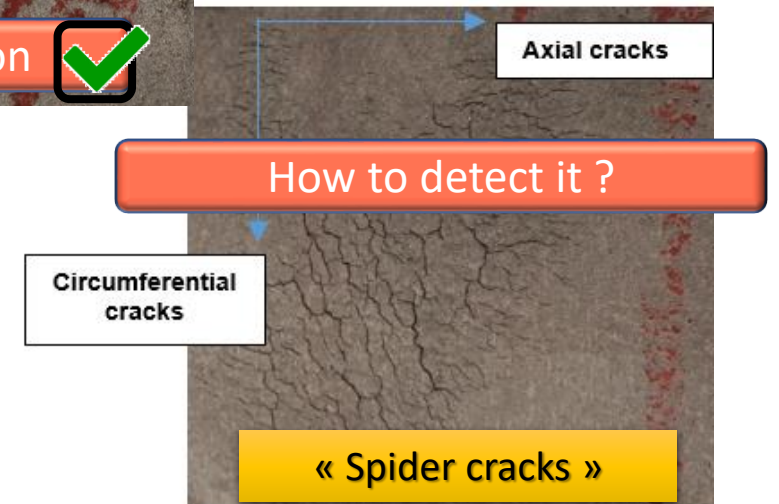 on
Axial cracks
How to detect it ?
Circumferential
cracks
« Spider cracks »